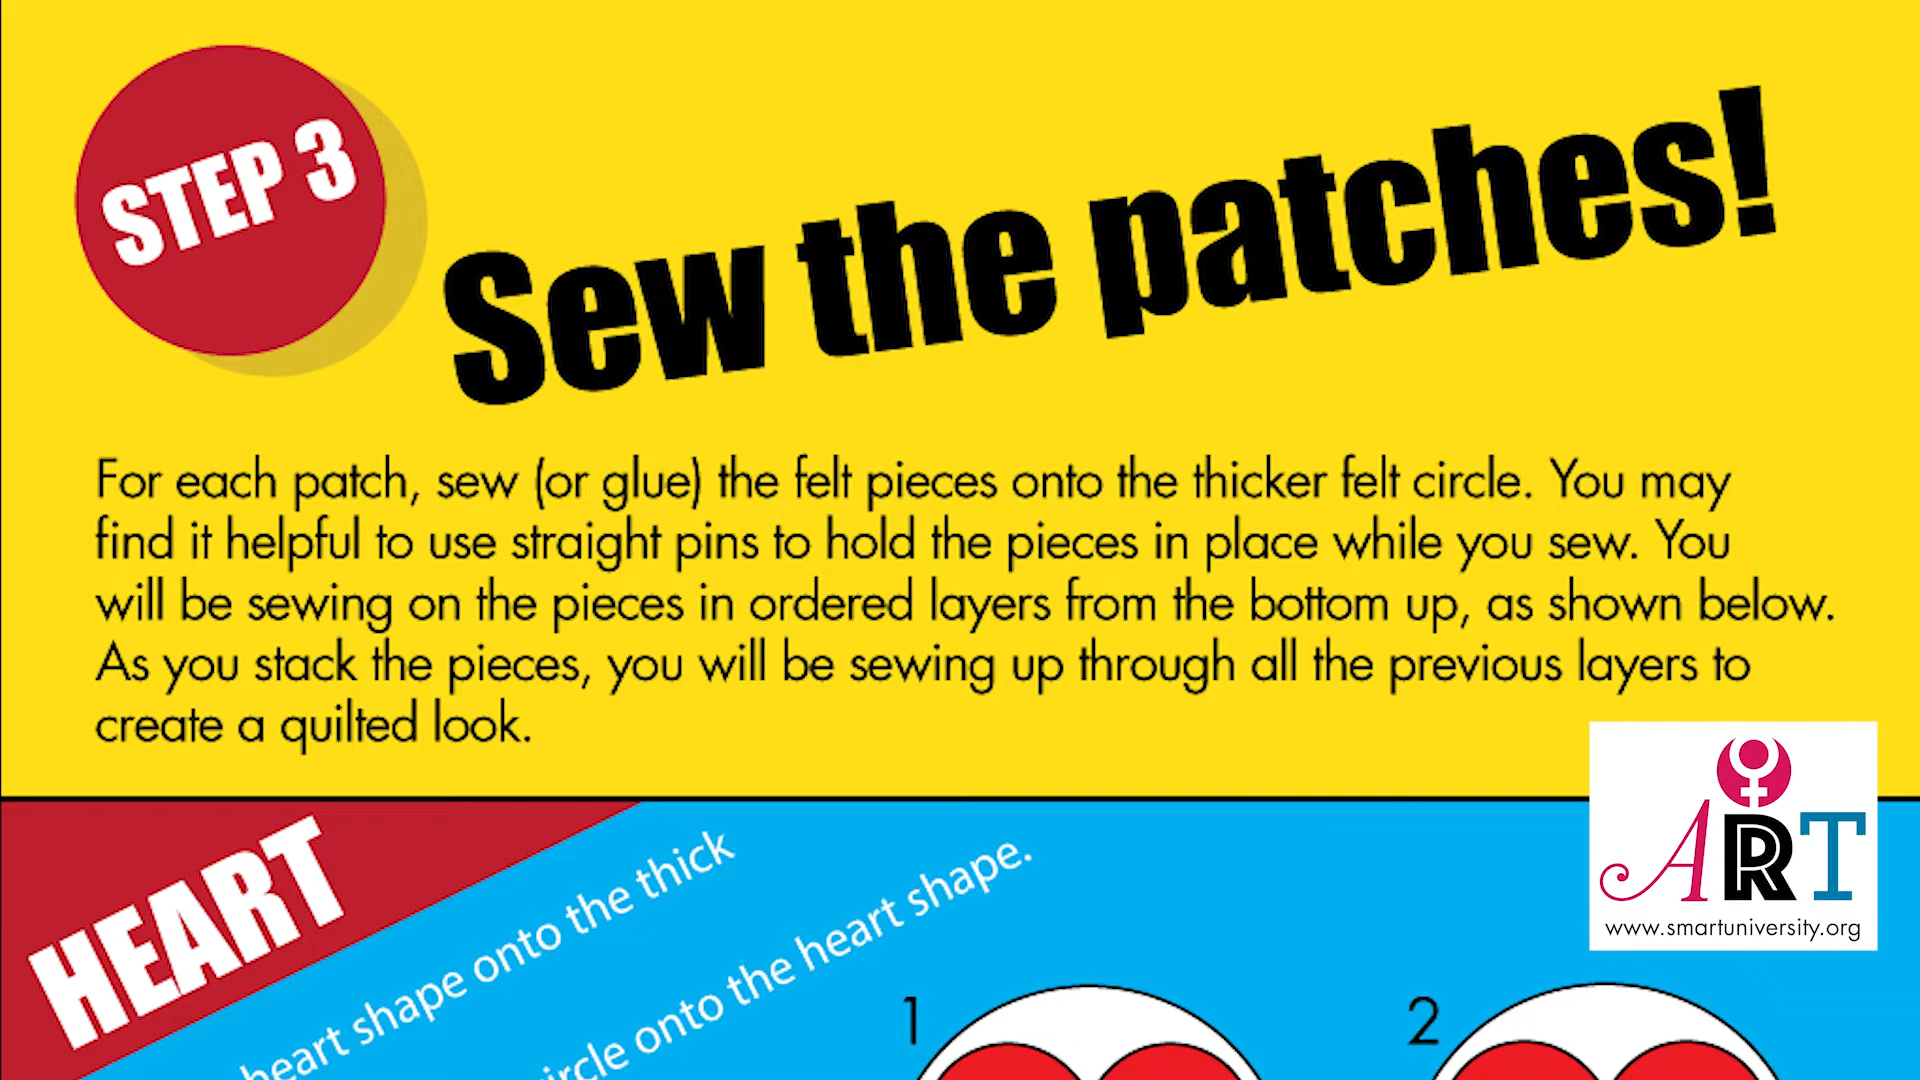 STEP 3
Sew the patches!
For each patch, sew (or glue) the felt pieces onto the thicker felt circle. You may
find it helpful to use straight pins to hold the pieces in place while you sew. You
will be sewing on the pieces in ordered layers from the bottom up, as shown below.
As you stack the pieces, you will be sewing up through all the previous layers to
create a quilted look.
ART
www.smartuniversity.org
HEART
heart shape onto the thick
onto the heart shape.
1
2